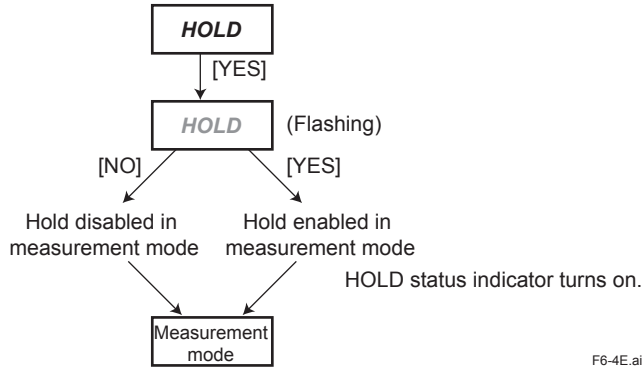 HOLD
[YES]
HOLD
(Flashing)
[NO]
[YES]
Hold disabled in
measurement mode
Hold enabled in
measurement mode
HOLD status indicator turns on.
Measurement
mode
F6-4E.ai